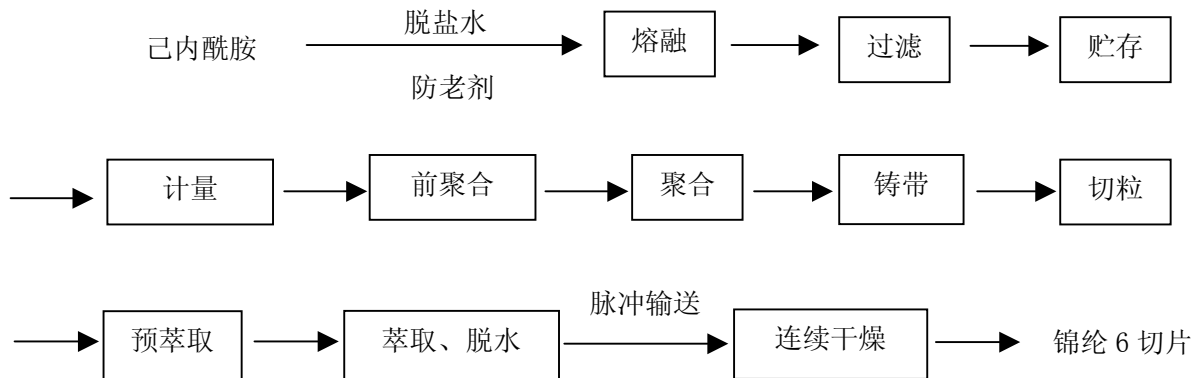 脱盐水
己内酰胺
熔融
过滤
贮存
防老剂
计量
前聚合
聚合
铸带
切粒
脉冲输送
预萃取
萃取、脱水
连续干燥
锦纶 6 切片